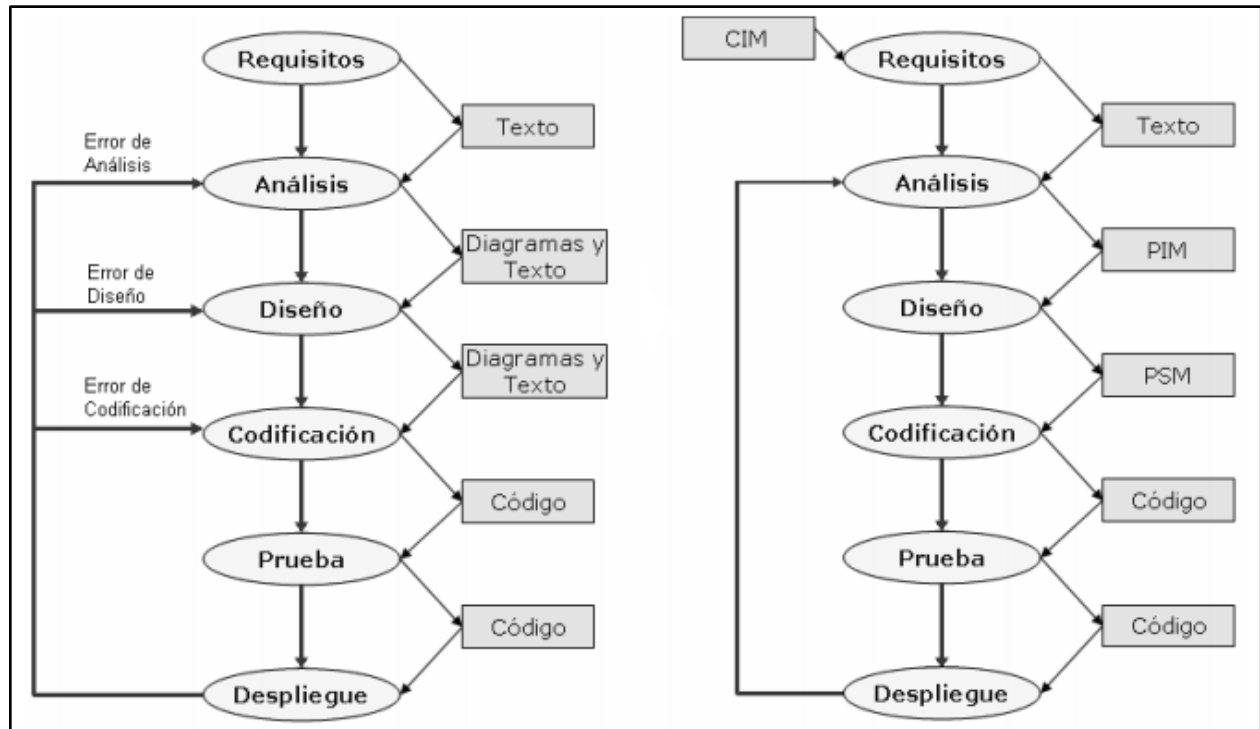 Requisitos
Texto
Error de
Análisis
Análisis
Diagramas y
Texto
Error de
Diseño
Diseño
Diagramas y
Texto
Error de
Codificación
Codificación
Código
Prueba
Código
Despliegue
CIM
Requisitos
Texto
Análisis
PIM
Diseño
PSM
Codificación
Código
Prueba
Código
Despliegue